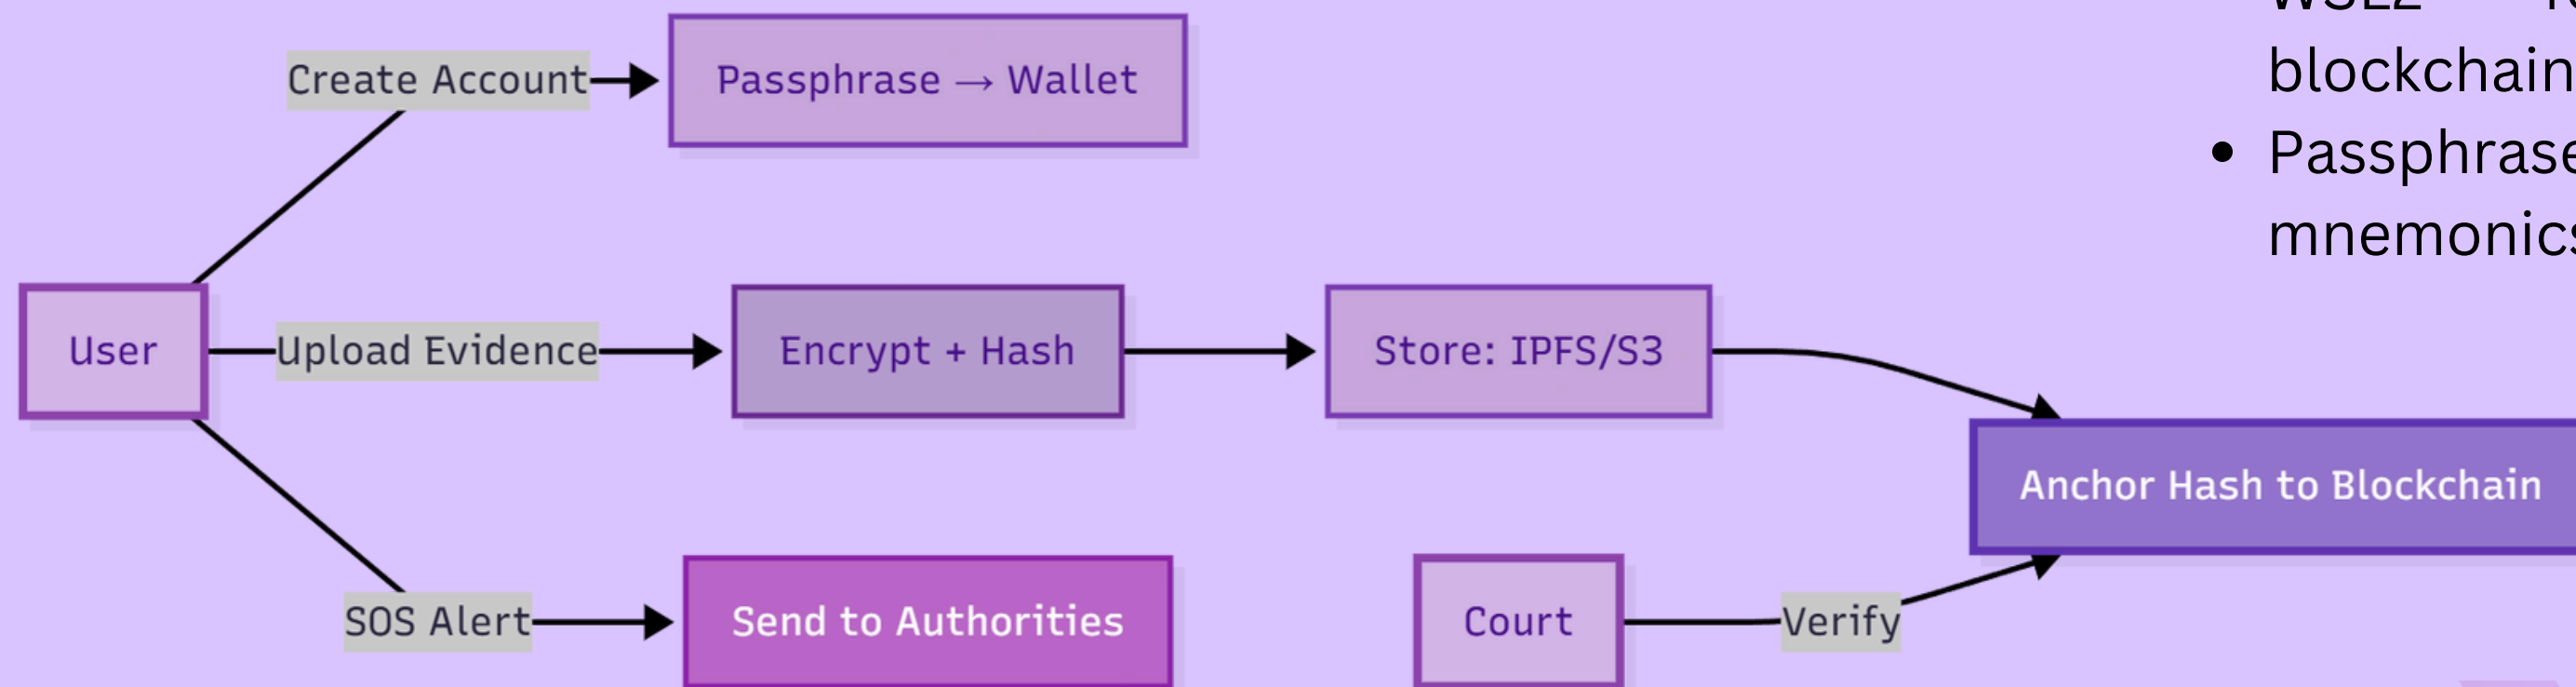 Create Account
Passphrase → Wallet
blockchain
• Passphrase
mnemonics
User
Upload Evidence
Encrypt + Hash
Store: IPFS/S3
Anchor Hash to Blockchain
SOS Alert
Send to Authorities
Court
Verify